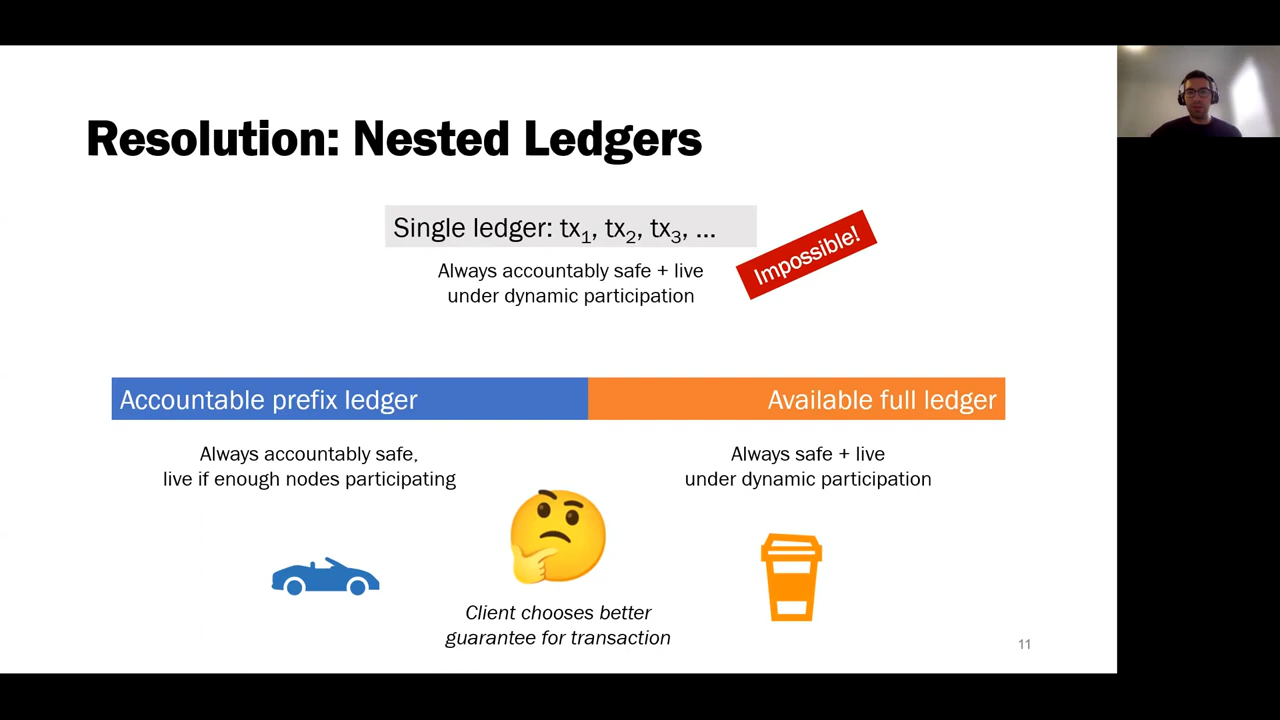 Resolution: Nested Ledgers
Single ledger: tx₁, tx₂, tx₃, ...
Impossible!
Always accountably safe + live
under dynamic participation
Accountable prefix ledger
Available full ledger
Always accountably safe,
live if enough nodes participating
Always safe + live
under dynamic participation
Client chooses better
guarantee for transaction
11